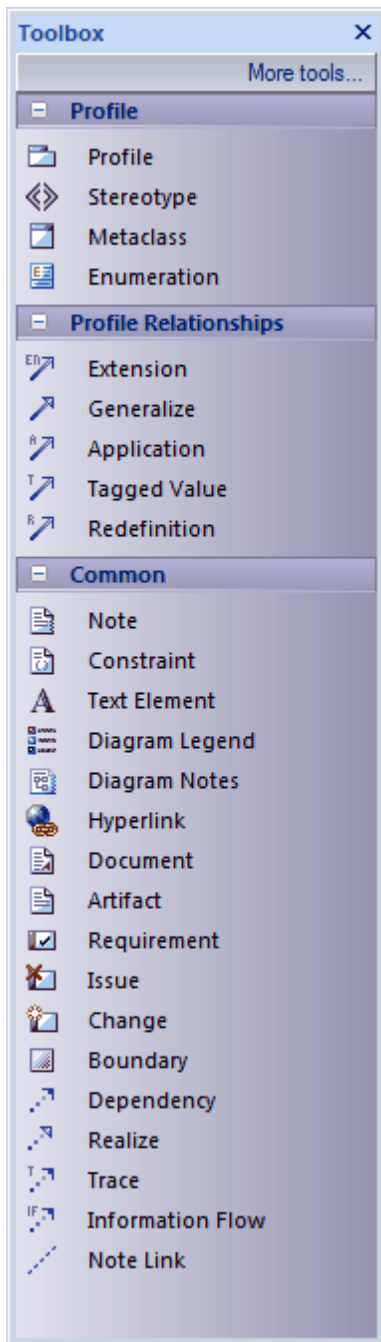 Toolbox
More tools...
Profile
Profile
Stereotype
Metaclass
Enumeration
Profile Relationships
Extension
Generalize
Application
Tagged Value
Redefinition
Common
Note
Constraint
Text Element
Diagram Legend
Diagram Notes
Hyperlink
Document
Artifact
Requirement
Issue
Change
Boundary
Dependency
Realize
Trace
Information Flow
Note Link